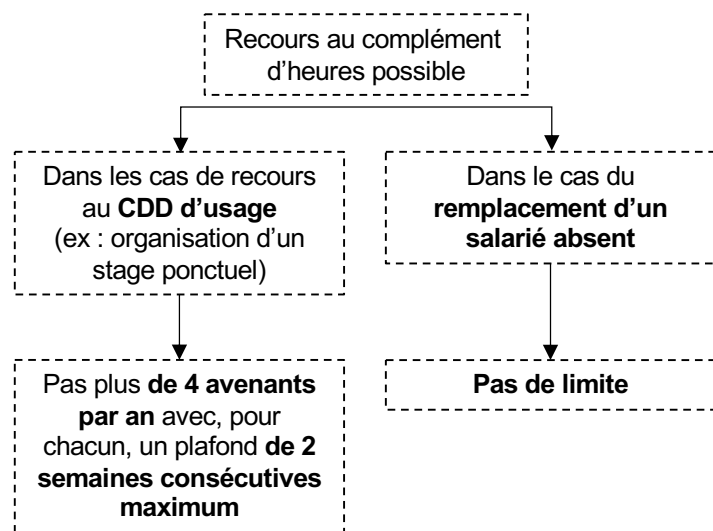 Recours au complément
d’heures possible
Dans les cas de recours
au CDD d’usage
(ex : organisation d’un
stage ponctuel)
Dans le cas du
remplacement d’un
salarié absent
Pas plus de 4 avenants
par an avec, pour
chacun, un plafond de 2
semaines consécutives
maximum
Pas de limite